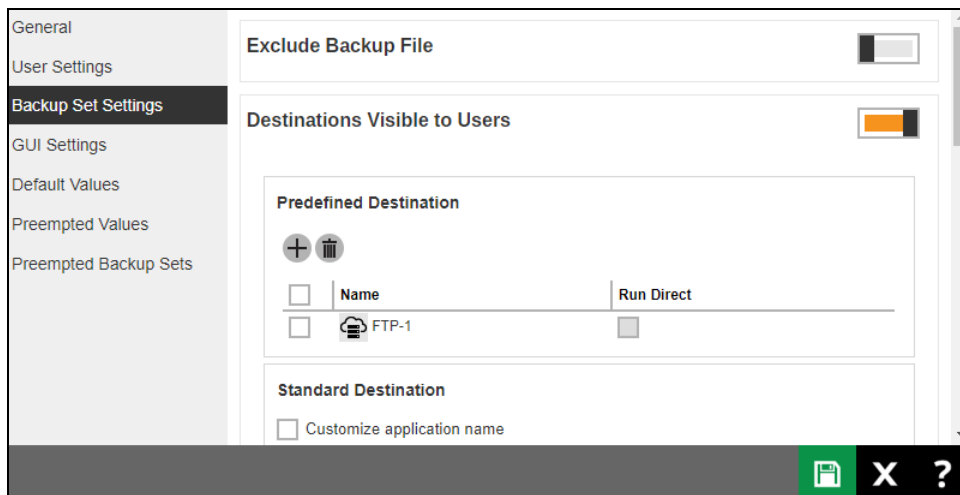 General
User Settings
Backup Set Settings
GUI Settings
Default Values
Preempted Values
Preempted Backup Sets
Exclude Backup File
Destinations Visible to Users
Predefined Destination
Name Run Direct
FTP-1
Standard Destination
Customize application name
X ?